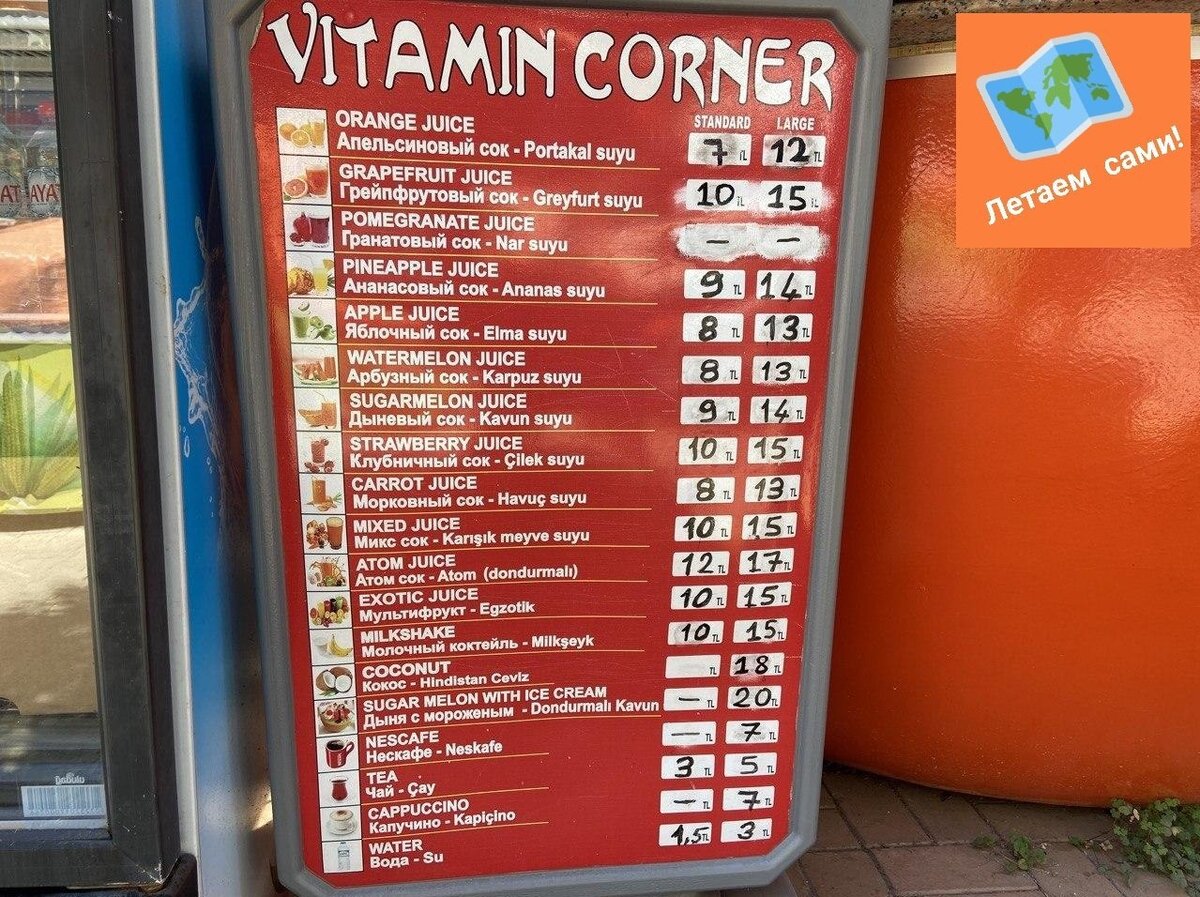 VITAMIN CORNER
STANDARD LARGE
ORANGE JUICE
Апельсиновый сок - Portakal suyu 7 TL 12 TL
GRAPEFRUIT JUICE
Грейпфрутовый сок - Greyfurt suyu 10 TL 15 TL
POMEGRANATE JUICE
Гранатовый сок - Nar suyu - -
PINEAPPLE JUICE
Ананасовый сок - Ananas suyu 9 TL 14 TL
APPLE JUICE
Яблочный сок - Elma suyu 8 TL 13 TL
WATERMELON JUICE
Арбузный сок - Karpuz suyu 8 TL 13 TL
SUGARMELON JUICE
Дыневый сок - Kavun suyu 9 TL 14 TL
STRAWBERRY JUICE
Клубничный сок - Çilek suyu 10 TL 15 TL
CARROT JUICE
Морковный сок - Havuç suyu 8 TL 13 TL
MIXED JUICE
Микс сок - Karışık meyve suyu 10 TL 15 TL
ATOM JUICE
Атом сок - Atom (dondurmalı) 12 TL 17 TL
EXOTIC JUICE
Мультифрукт - Egzotik 10 TL 15 TL
MILKSHAKE
Молочный коктейль - Milkşeyk 10 TL 15 TL
COCONUT
Кокос - Hindistan Ceviz TL 18 TL
SUGAR MELON WITH ICE CREAM
Дыня с мороженым - Dondurmalı Kavun - TL 20 TL
NESCAFE
Нескафе - Neskafe - TL 7 TL
TEA
Чай - Çay 3 TL 5 TL
CAPPUCCINO
Капучино - Kapiçino - TL 7 TL
WATER
Вода - Su 1,5 TL 3 TL
Летаем сами!